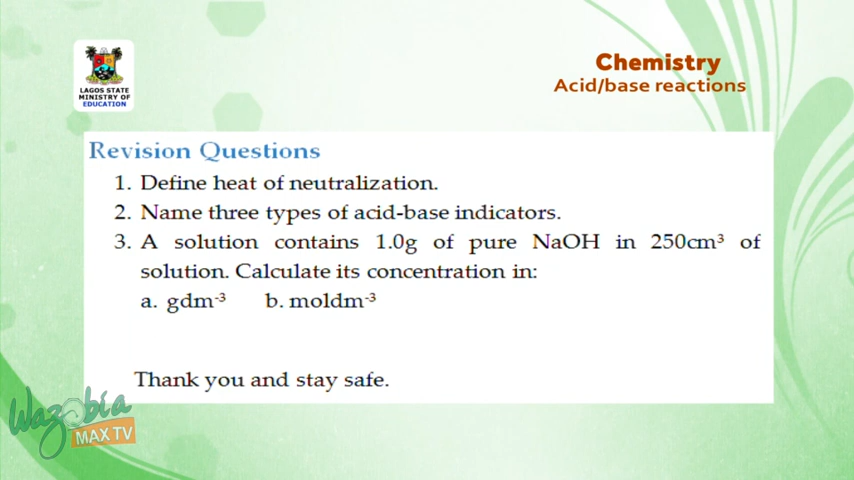 LAGOS STATE
MINISTRY OF
EDUCATION
Chemistry
Acid/base reactions
Revision Questions
1. Define heat of neutralization.
2. Name three types of acid-base indicators.
3. A solution contains 1.0g of pure NaOH in 250cm³ of
solution. Calculate its concentration in:
a. gdm⁻³ b. moldm⁻³
Thank you and stay safe.
Wazobia
MAX TV